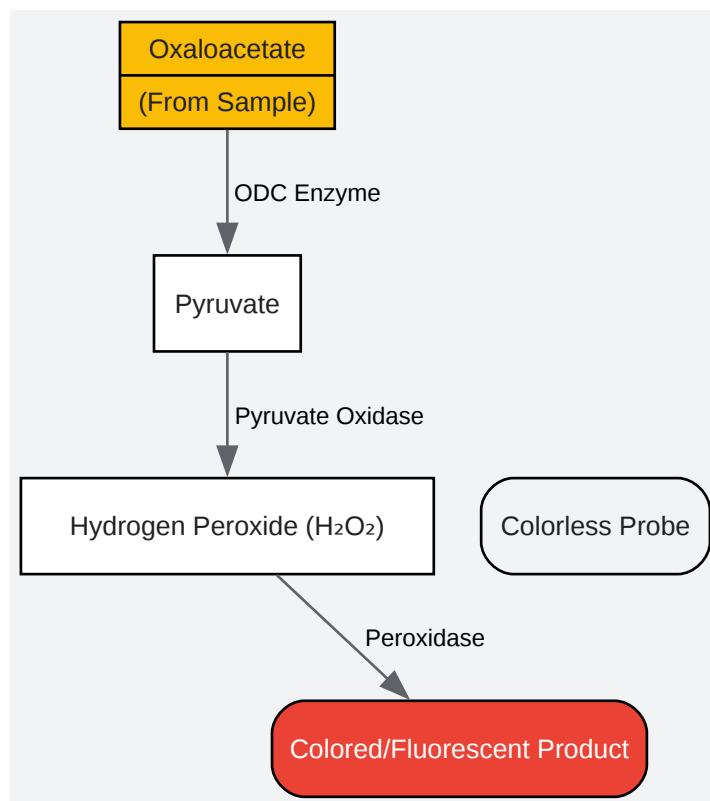 Oxaloacetate
(From Sample)
ODC Enzyme
Pyruvate
Pyruvate Oxidase
Hydrogen Peroxide (H₂O₂)
Colorless Probe
Peroxidase
Colored/Fluorescent Product